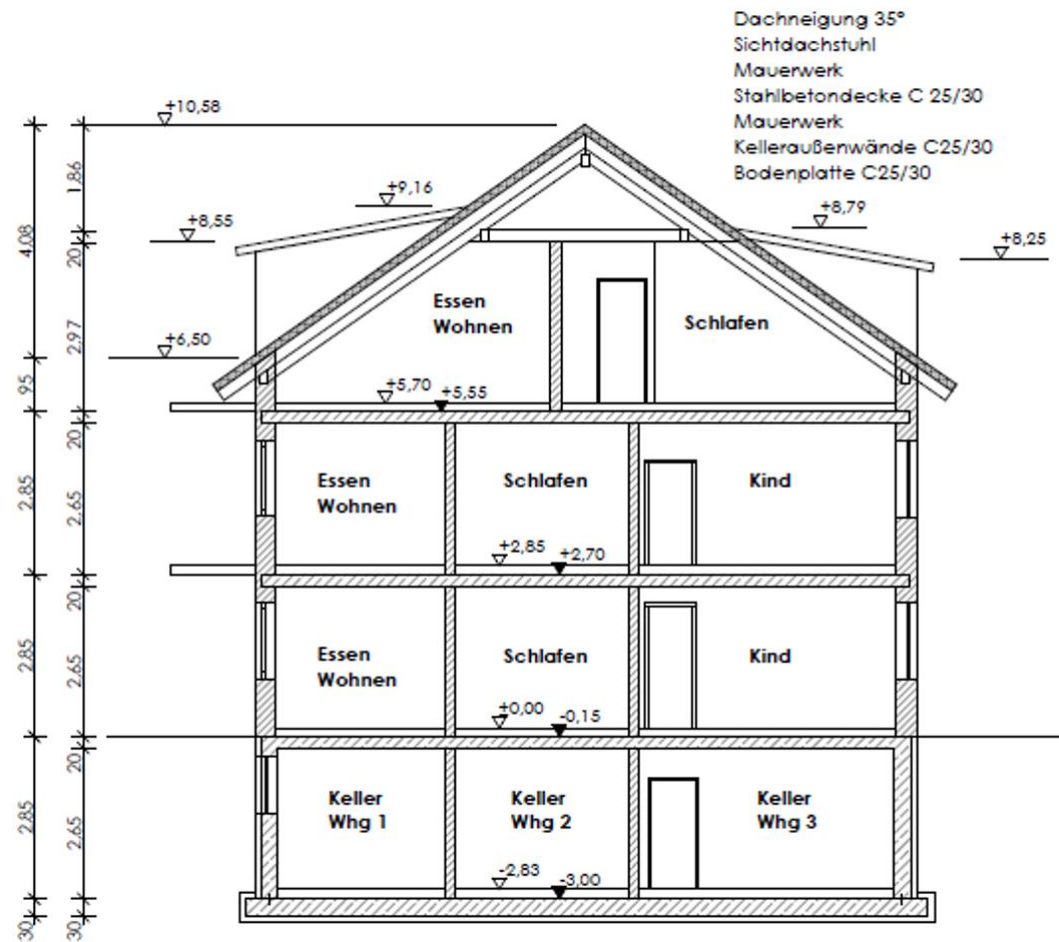 Dachneigung 35°
Sichtdachstuhl
Mauerwerk
Stahlbetondecke C 25/30
Mauerwerk
Kelleraußenwände C25/30
Bodenplatte C25/30
+10,58
+9,16
+8,55
+8,79
+8,25
+6,50
Essen
Wohnen
Schlafen
+5,70
+5,55
Essen
Wohnen
Schlafen
Kind
+2,85
+2,70
Essen
Wohnen
Schlafen
Kind
+0,00
-0,15
Keller
Whg 1
Keller
Whg 2
Keller
Whg 3
-2,83
-3,00
4,08
95
2,85
2,85
2,85
30
1,86
20
2,97
20
2,65
20
2,65
20
2,65
30